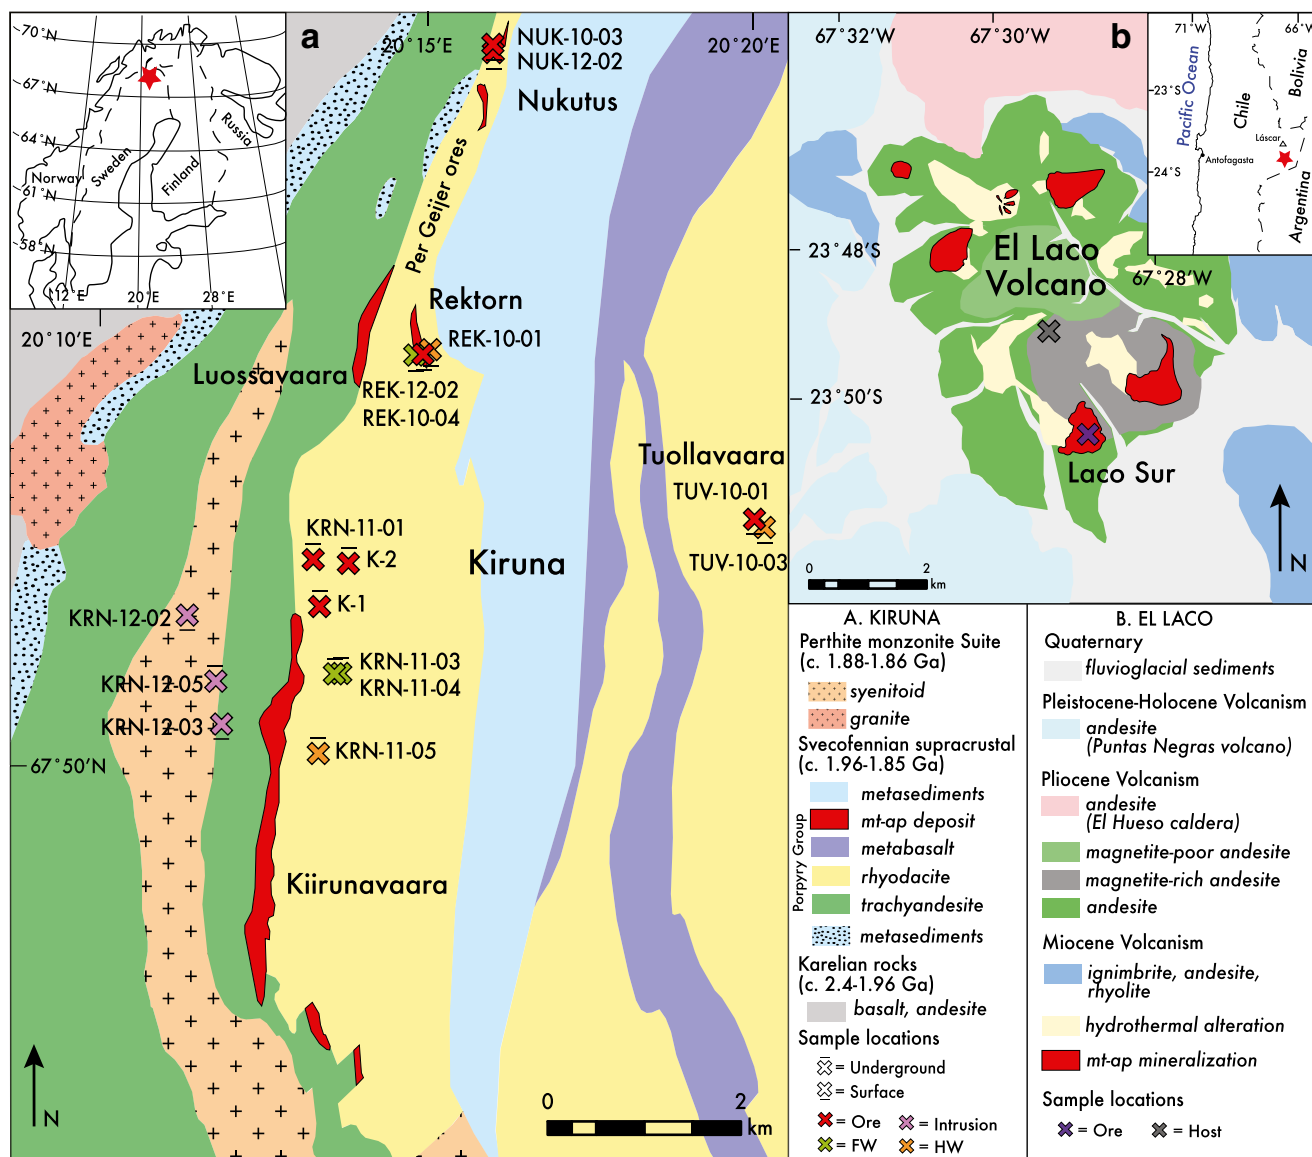 70°N
67°N
64°N
61°N
58°N
12°E
20°E
28°E
Norway
Sweden
Finland
Russia
a
20°15′E
20°20′E
20°10′E
67°50′N
NUK-10-03
NUK-12-02
Nukutus
Per Geijer ores
Rektorn
REK-10-01
REK-12-02
REK-10-04
Luossavaara
Tuollavaara
TUV-10-01
TUV-10-03
KRN-11-01
K-2
K-1
Kiruna
KRN-12-02
KRN-11-03
KRN-11-04
KRN-12-05
KRN-12-03
KRN-11-05
Kiirunavaara
N
0
2
km
b
67°32′W
67°30′W
67°28′W
23°48′S
23°50′S
El Laco
Volcano
Laco Sur
0
2
km
N
71°W
66°W
23°S
24°S
Pacific Ocean
Chile
Bolivia
Argentina
Láscar
Antofagasta
A. KIRUNA
Perthite monzonite Suite
(c. 1.88-1.86 Ga)
syenitoid
granite
Svecofennian supracrustal
(c. 1.96-1.85 Ga)
Porpyry Group
metasediments
mt-ap deposit
metabasalt
rhyodacite
trachyandesite
metasediments
Karelian rocks
(c. 2.4-1.96 Ga)
basalt, andesite
Sample locations
= Underground
= Surface
= Ore
= Intrusion
= FW
= HW
B. EL LACO
Quaternary
fluvioglacial sediments
Pleistocene-Holocene Volcanism
andesite
(Puntas Negras volcano)
Pliocene Volcanism
andesite
(El Hueso caldera)
magnetite-poor andesite
magnetite-rich andesite
andesite
Miocene Volcanism
ignimbrite, andesite,
rhyolite
hydrothermal alteration
mt-ap mineralization
Sample locations
= Ore
= Host